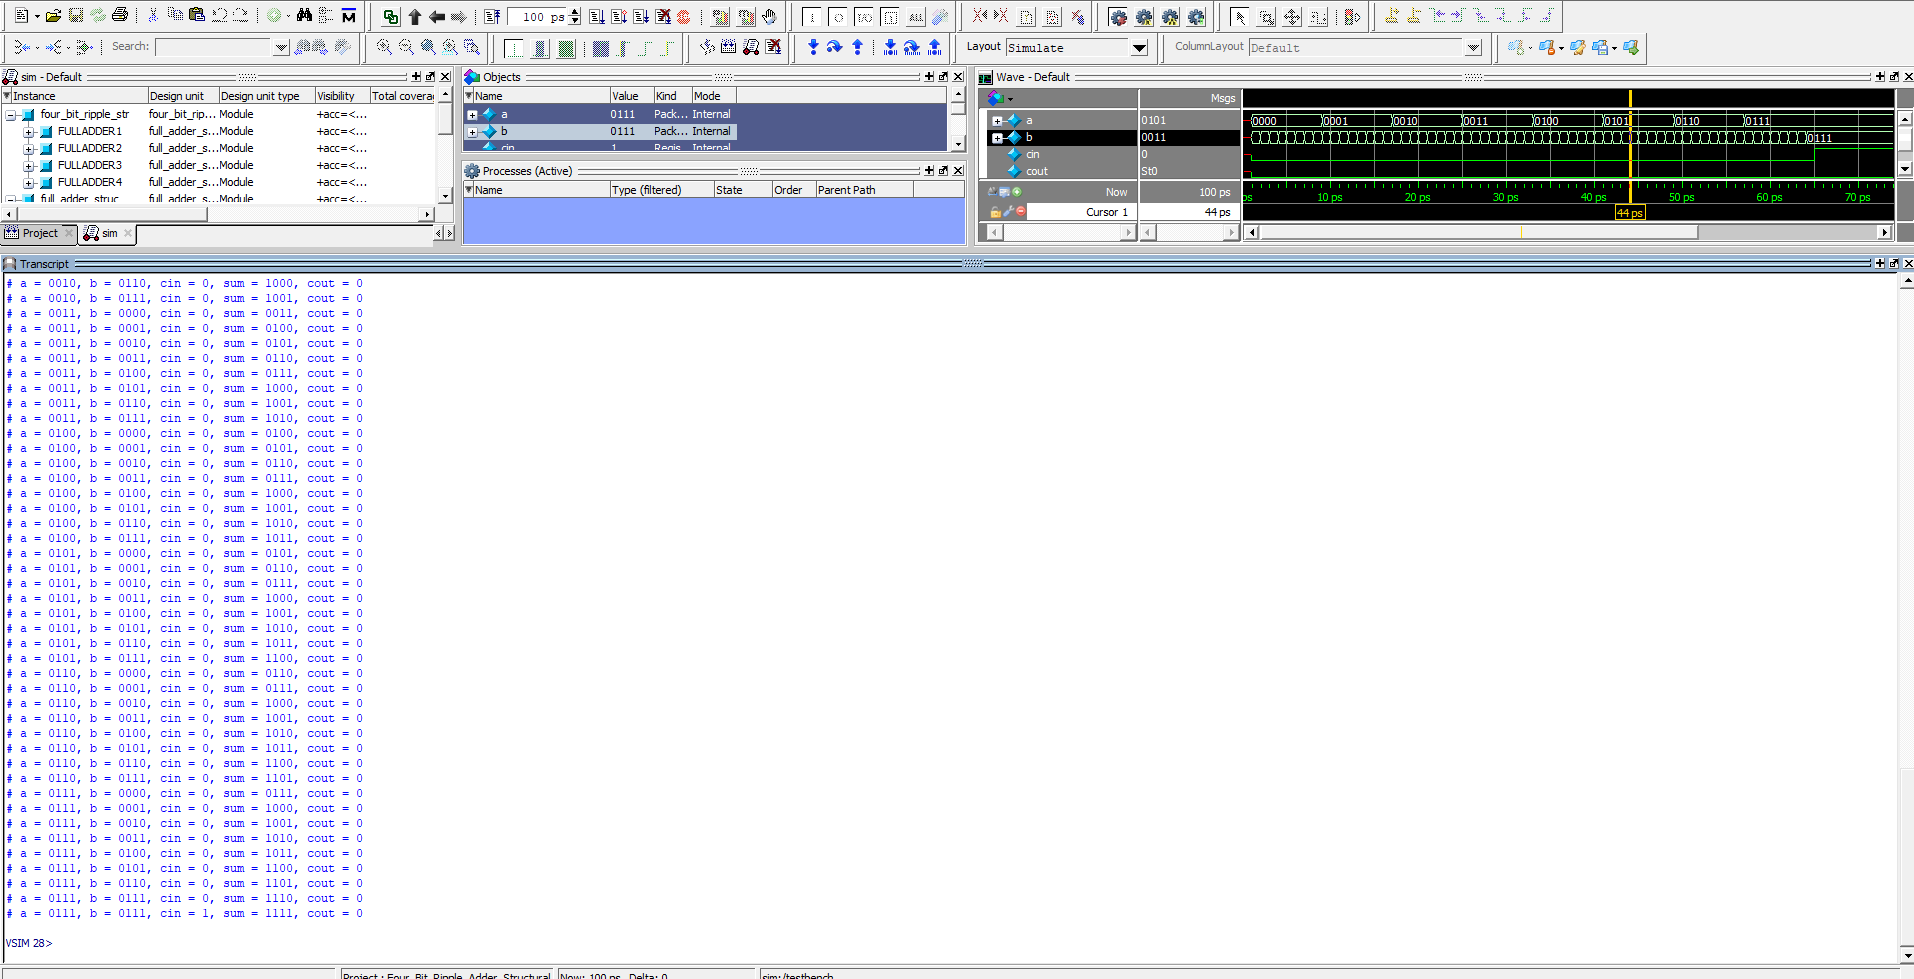 100 ps
ALL
Search:
Layout Simulate
ColumnLayout Default
sim - Default
Instance Design unit Design unit type Visibility Total covera
four_bit_ripple_str four_bit_rip... Module +acc=<...
FULLADDER1 full_adder_s... Module +acc=<...
FULLADDER2 full_adder_s... Module +acc=<...
FULLADDER3 full_adder_s... Module +acc=<...
FULLADDER4 full_adder_s... Module +acc=<...
full_adder_struc full_adder_s... Module +acc=<...
Project sim
Objects
Name Value Kind Mode
a 0111 Pack... Internal
b 0111 Pack... Internal
cin 1 Regis Internal
Processes (Active)
Name Type (filtered) State Order Parent Path
Wave - Default
Msgs
a 0101 0000 0001 0010 0011 0100 0101 0110 0111
b 0011 0111
cin 0
cout St0
Now 100 ps ps 10 ps 20 ps 30 ps 40 ps 50 ps 60 ps 70 ps
Cursor 1 44 ps 44 ps
Transcript
# a = 0010, b = 0110, cin = 0, sum = 1000, cout = 0
# a = 0010, b = 0111, cin = 0, sum = 1001, cout = 0
# a = 0011, b = 0000, cin = 0, sum = 0011, cout = 0
# a = 0011, b = 0001, cin = 0, sum = 0100, cout = 0
# a = 0011, b = 0010, cin = 0, sum = 0101, cout = 0
# a = 0011, b = 0011, cin = 0, sum = 0110, cout = 0
# a = 0011, b = 0100, cin = 0, sum = 0111, cout = 0
# a = 0011, b = 0101, cin = 0, sum = 1000, cout = 0
# a = 0011, b = 0110, cin = 0, sum = 1001, cout = 0
# a = 0011, b = 0111, cin = 0, sum = 1010, cout = 0
# a = 0100, b = 0000, cin = 0, sum = 0100, cout = 0
# a = 0100, b = 0001, cin = 0, sum = 0101, cout = 0
# a = 0100, b = 0010, cin = 0, sum = 0110, cout = 0
# a = 0100, b = 0011, cin = 0, sum = 0111, cout = 0
# a = 0100, b = 0100, cin = 0, sum = 1000, cout = 0
# a = 0100, b = 0101, cin = 0, sum = 1001, cout = 0
# a = 0100, b = 0110, cin = 0, sum = 1010, cout = 0
# a = 0100, b = 0111, cin = 0, sum = 1011, cout = 0
# a = 0101, b = 0000, cin = 0, sum = 0101, cout = 0
# a = 0101, b = 0001, cin = 0, sum = 0110, cout = 0
# a = 0101, b = 0010, cin = 0, sum = 0111, cout = 0
# a = 0101, b = 0011, cin = 0, sum = 1000, cout = 0
# a = 0101, b = 0100, cin = 0, sum = 1001, cout = 0
# a = 0101, b = 0101, cin = 0, sum = 1010, cout = 0
# a = 0101, b = 0110, cin = 0, sum = 1011, cout = 0
# a = 0101, b = 0111, cin = 0, sum = 1100, cout = 0
# a = 0110, b = 0000, cin = 0, sum = 0110, cout = 0
# a = 0110, b = 0001, cin = 0, sum = 0111, cout = 0
# a = 0110, b = 0010, cin = 0, sum = 1000, cout = 0
# a = 0110, b = 0011, cin = 0, sum = 1001, cout = 0
# a = 0110, b = 0100, cin = 0, sum = 1010, cout = 0
# a = 0110, b = 0101, cin = 0, sum = 1011, cout = 0
# a = 0110, b = 0110, cin = 0, sum = 1100, cout = 0
# a = 0110, b = 0111, cin = 0, sum = 1101, cout = 0
# a = 0111, b = 0000, cin = 0, sum = 0111, cout = 0
# a = 0111, b = 0001, cin = 0, sum = 1000, cout = 0
# a = 0111, b = 0010, cin = 0, sum = 1001, cout = 0
# a = 0111, b = 0011, cin = 0, sum = 1010, cout = 0
# a = 0111, b = 0100, cin = 0, sum = 1011, cout = 0
# a = 0111, b = 0101, cin = 0, sum = 1100, cout = 0
# a = 0111, b = 0110, cin = 0, sum = 1101, cout = 0
# a = 0111, b = 0111, cin = 0, sum = 1110, cout = 0
# a = 0111, b = 0111, cin = 1, sum = 1111, cout = 0
VSIM 28>
Project : Four_Bit_Ripple_Adder_Structural Now: 100 ps Delta: 0 sim:/testbench